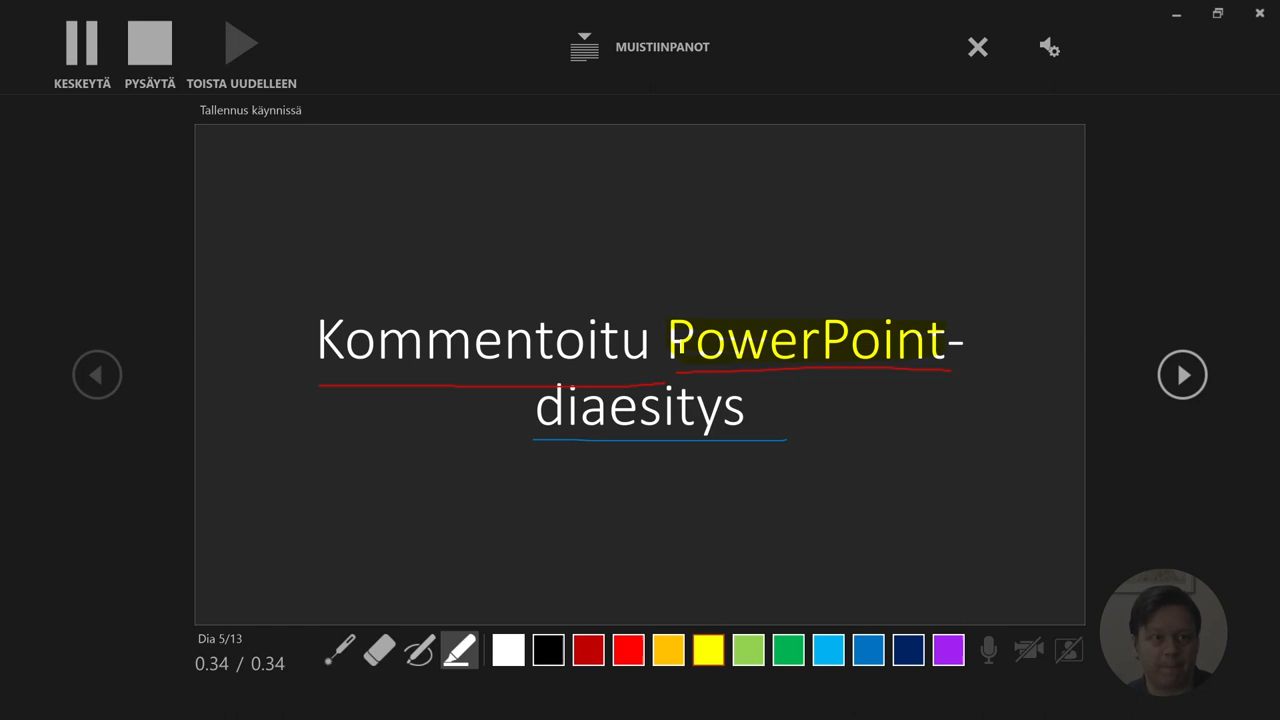 KESKEYTÄ
PYSÄYTÄ
TOISTA UUDELLEEN
MUISTIINPANOT
Tallennus käynnissä
Kommentoitu PowerPoint-
diaesitys
Dia 5/13
0.34 / 0.34